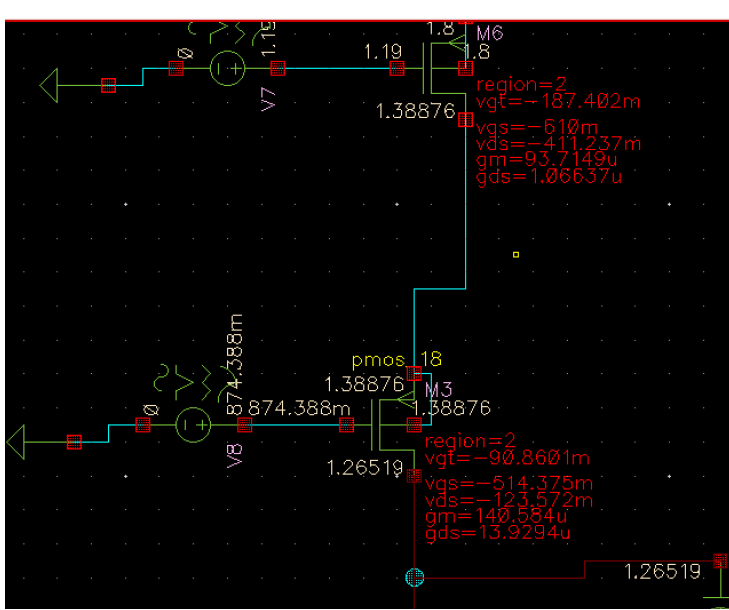 1.8 M6
1.19 1.19 1.8
0
V7
region=2
vgt=-187.402m
1.38876
vgs=-610m
vds=-411.237m
gm=93.7149u
gds=1.06637u
874.388m
pmos_18
1.38876 M3
0 874.388m 1.38876
V8
region=2
vgt=-90.8601m
1.26519
vgs=-514.375m
vds=-123.572m
gm=140.584u
gds=13.9294u
1.26519